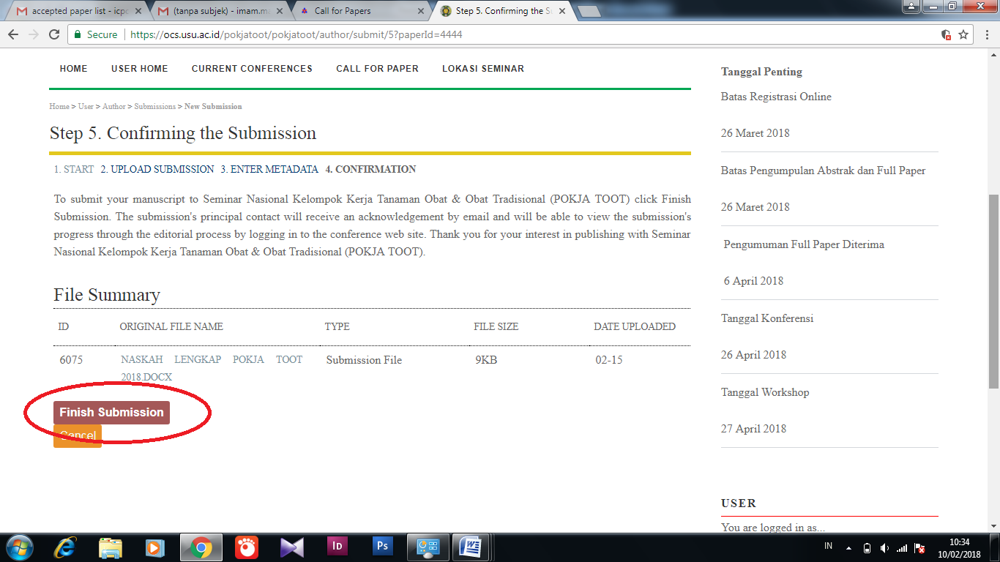 accepted paper list - icpc
(tanpa subjek) - imam.ma
Call for Papers
Step 5. Confirming the Su
Secure
https://ocs.usu.ac.id/pokjatoot/pokjatoot/author/submit/5?paperId=4444
HOME USER HOME CURRENT CONFERENCES CALL FOR PAPER LOKASI SEMINAR
Home > User > Author > Submissions > New Submission
Step 5. Confirming the Submission
1. START 2. UPLOAD SUBMISSION 3. ENTER METADATA 4. CONFIRMATION
To submit your manuscript to Seminar Nasional Kelompok Kerja Tanaman Obat & Obat Tradisional (POKJA TOOT) click Finish
Submission. The submission's principal contact will receive an acknowledgement by email and will be able to view the submission's
progress through the editorial process by logging in to the conference web site. Thank you for your interest in publishing with Seminar
Nasional Kelompok Kerja Tanaman Obat & Obat Tradisional (POKJA TOOT).
File Summary
ID ORIGINAL FILE NAME TYPE FILE SIZE DATE UPLOADED
6075 NASKAH LENGKAP POKJA TOOT Submission File 9KB 02-15
2018.DOCX
Finish Submission
Cancel
Tanggal Penting
Batas Registrasi Online
26 Maret 2018
Batas Pengumpulan Abstrak dan Full Paper
26 Maret 2018
Pengumuman Full Paper Diterima
6 April 2018
Tanggal Konferensi
26 April 2018
Tanggal Workshop
27 April 2018
USER
You are logged in as...
Id
Ps
IN
10:34
10/02/2018